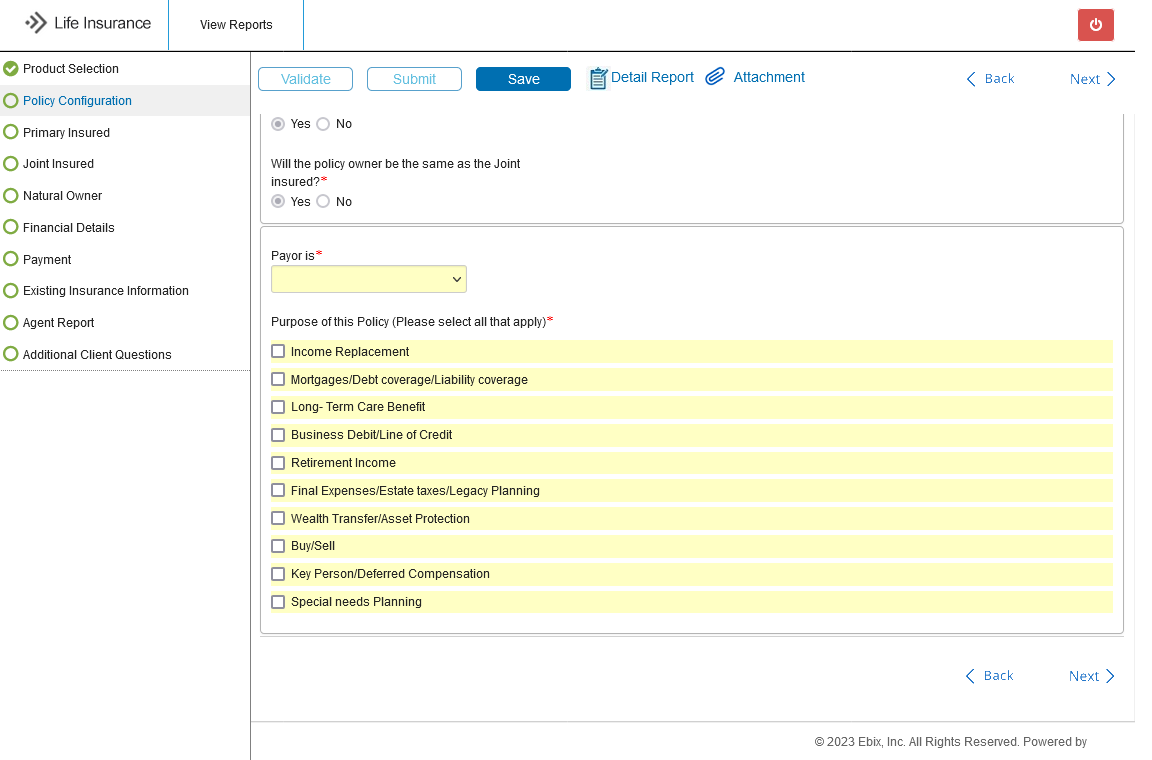 Life Insurance
View Reports
Product Selection
Policy Configuration
Primary Insured
Joint Insured
Natural Owner
Financial Details
Payment
Existing Insurance Information
Agent Report
Additional Client Questions
Validate
Submit
Save
Detail Report
Attachment
Back
Next
Yes No
Will the policy owner be the same as the Joint
insured?*
Yes No
Payor is*
Purpose of this Policy (Please select all that apply)*
Income Replacement
Mortgages/Debt coverage/Liability coverage
Long- Term Care Benefit
Business Debit/Line of Credit
Retirement Income
Final Expenses/Estate taxes/Legacy Planning
Wealth Transfer/Asset Protection
Buy/Sell
Key Person/Deferred Compensation
Special needs Planning
Back
Next
© 2023 Ebix, Inc. All Rights Reserved. Powered by